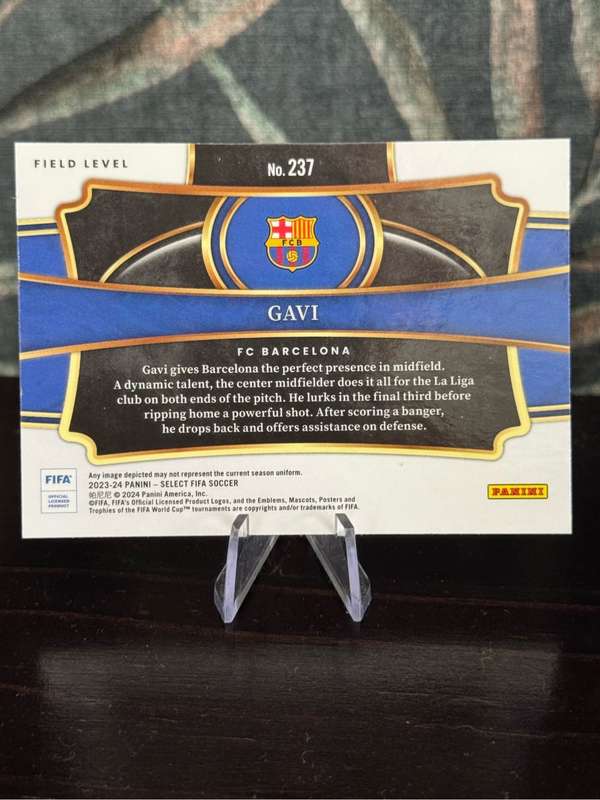 FIELD LEVEL
No. 237
FCB
GAVI
FC BARCELONA
Gavi gives Barcelona the perfect presence in midfield.
A dynamic talent, the center midfielder does it all for the La Liga
club on both ends of the pitch. He lurks in the final third before
ripping home a powerful shot. After scoring a banger,
he drops back and offers assistance on defense.
FIFA®
OFFICIAL
LICENSED
PRODUCT
Any image depicted may not represent the current season uniform.
2023-24 PANINI – SELECT FIFA SOCCER
帕尼尼 © 2024 Panini America, Inc.
©FIFA, FIFA's Official Licensed Product Logos, and the Emblems, Mascots, Posters and
Trophies of the FIFA World Cup™ tournaments are copyrights and/or trademarks of FIFA.
PANINI